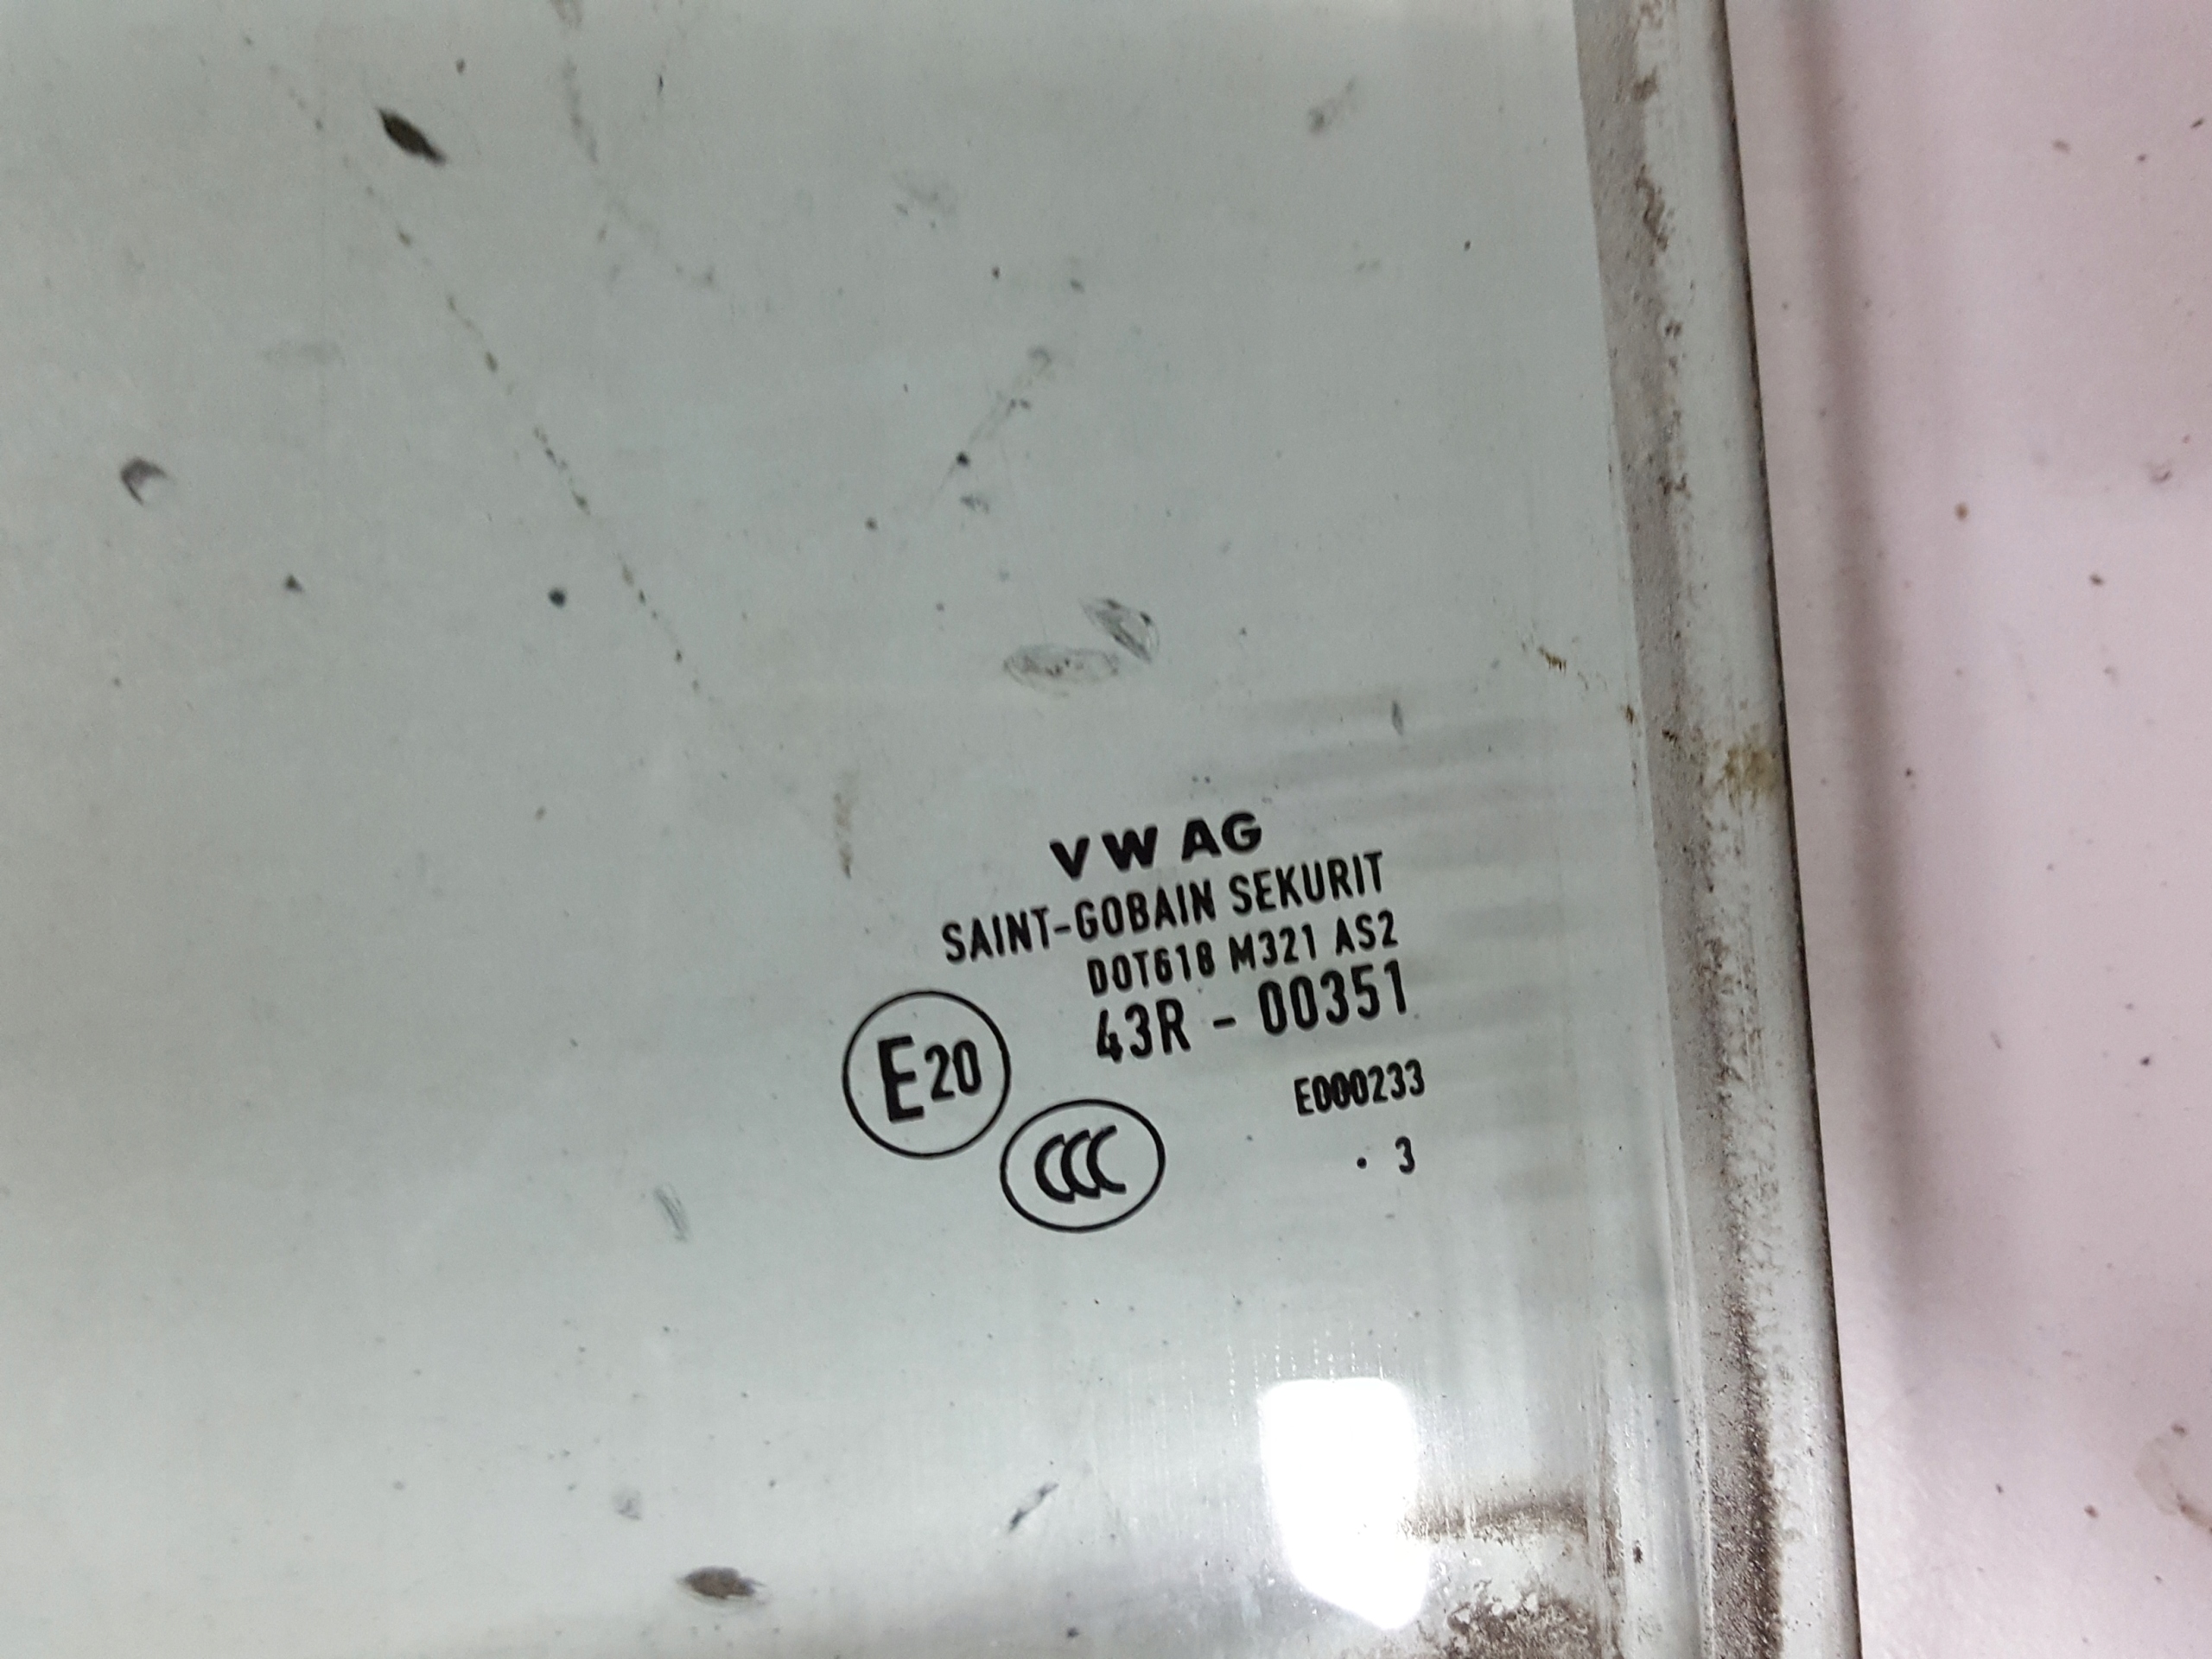 VW AG
SAINT-GOBAIN SEKURIT
DOT618 M321 AS2
43R - 00351
E20
E000233
CCC
. 3